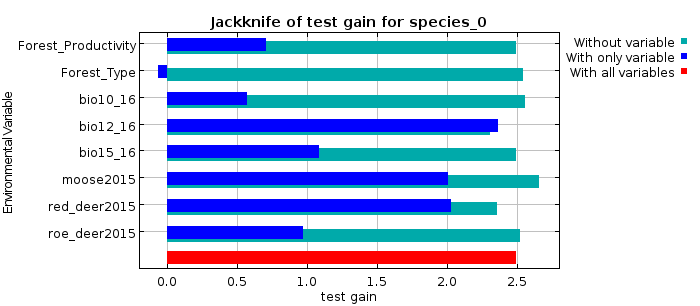 Jackknife of test gain for species_0
Without variable
With only variable
With all variables
Environmental Variable
Forest_Productivity
Forest_Type
bio10_16
bio12_16
bio15_16
moose2015
red_deer2015
roe_deer2015
0.0 0.5 1.0 1.5 2.0 2.5
test gain